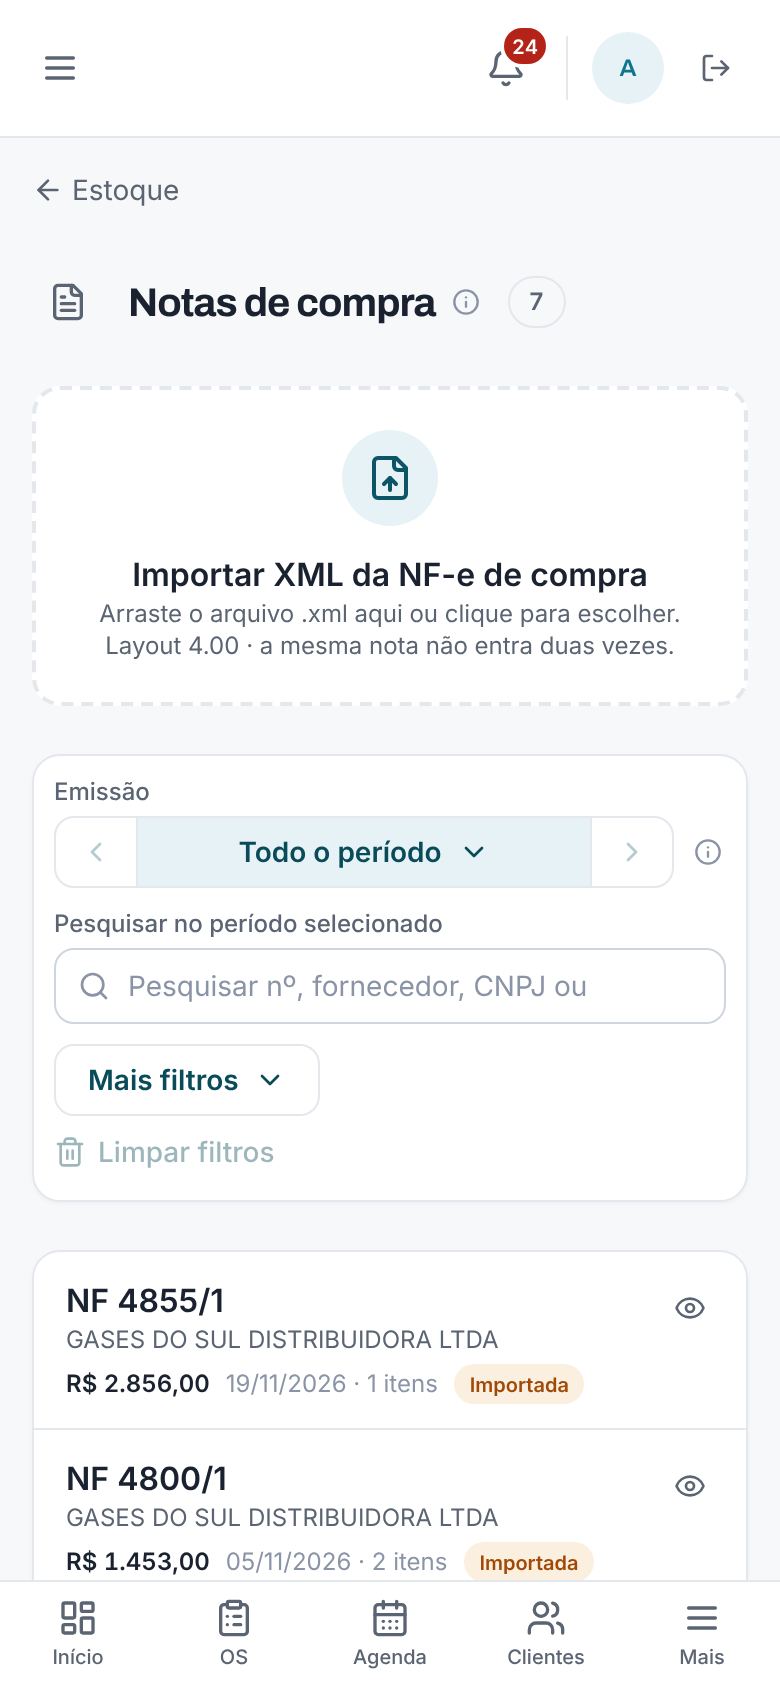 24
A
Estoque
Notas de compra
7
Importar XML da NF-e de compra
Arraste o arquivo .xml aqui ou clique para escolher.
Layout 4.00 · a mesma nota não entra duas vezes.
Emissão
Todo o período
Pesquisar no período selecionado
Pesquisar nº, fornecedor, CNPJ ou
Mais filtros
Limpar filtros
NF 4855/1
GASES DO SUL DISTRIBUIDORA LTDA
R$ 2.856,00 19/11/2026 · 1 itens Importada
NF 4800/1
GASES DO SUL DISTRIBUIDORA LTDA
R$ 1.453,00 05/11/2026 · 2 itens Importada
Início OS Agenda Clientes Mais